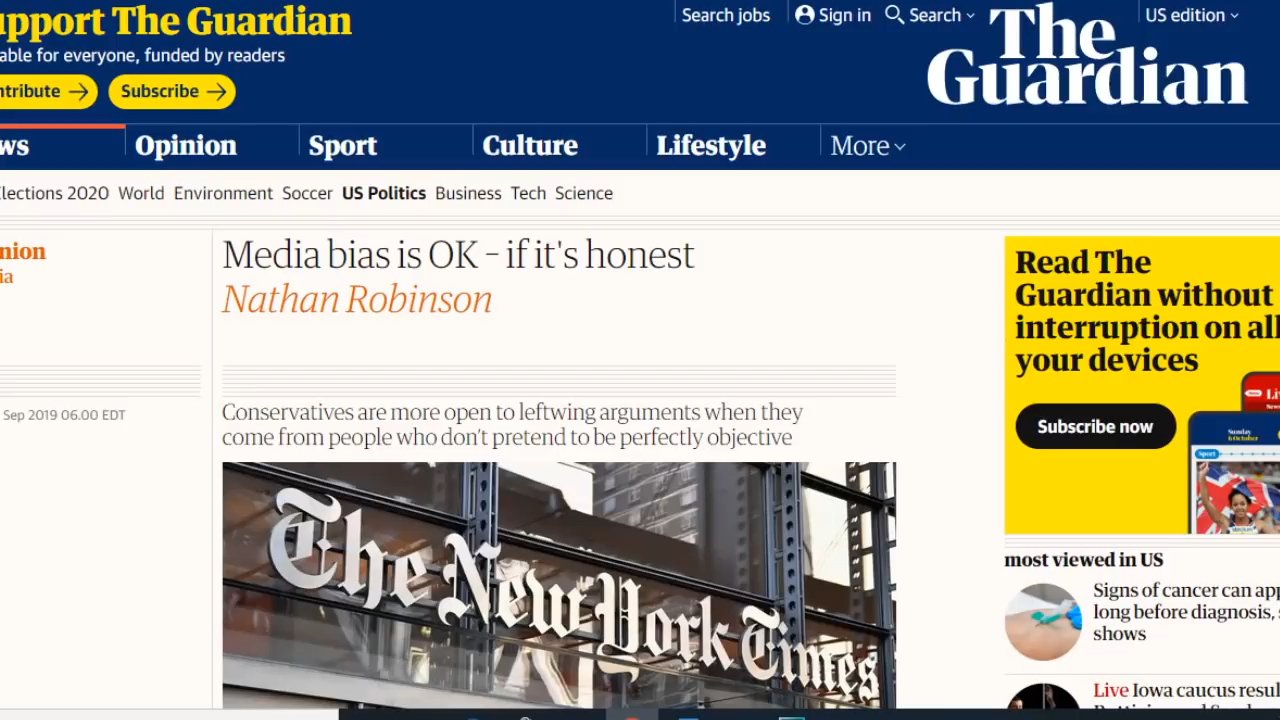 upport The Guardian
able for everyone, funded by readers
ntribute →
Subscribe →
Search jobs
Sign in
Search
US edition
The
Guardian
ws
Opinion
Sport
Culture
Lifestyle
More
lections 2020 World Environment Soccer US Politics Business Tech Science
nion
ia
Sep 2019 06.00 EDT
Media bias is OK – if it's honest
Nathan Robinson
Conservatives are more open to leftwing arguments when they
come from people who don't pretend to be perfectly objective
The New York Times
Read The
Guardian without
interruption on all
your devices
Subscribe now
Sunday
6 October
Sport
most viewed in US
Signs of cancer can app
long before diagnosis, s
shows
Live Iowa caucus resul